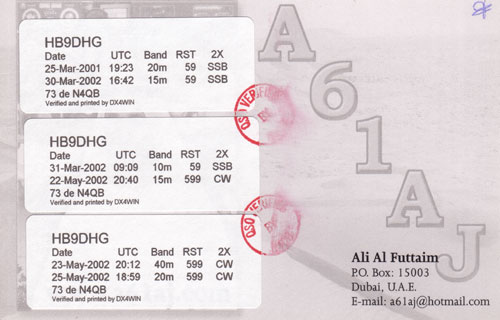 HB9DHG
Date UTC Band RST 2X
25-Mar-2001 19:23 20m 59 SSB
30-Mar-2002 16:42 15m 59 SSB
73 de N4QB
Verified and printed by DX4WIN
QSO VERIFIED
HB9DHG
Date UTC Band RST 2X
31-Mar-2002 09:09 10m 59 SSB
22-May-2002 20:40 15m 599 CW
73 de N4QB
Verified and printed by DX4WIN
QSO VERIFIED
HB9DHG
Date UTC Band RST 2X
23-May-2002 20:12 40m 599 CW
25-May-2002 18:59 20m 599 CW
73 de N4QB
Verified and printed by DX4WIN
A61AJ
Ali Al Futtaim
P.O. Box: 15003
Dubai, U.A.E.
E-mail: a61aj@hotmail.com